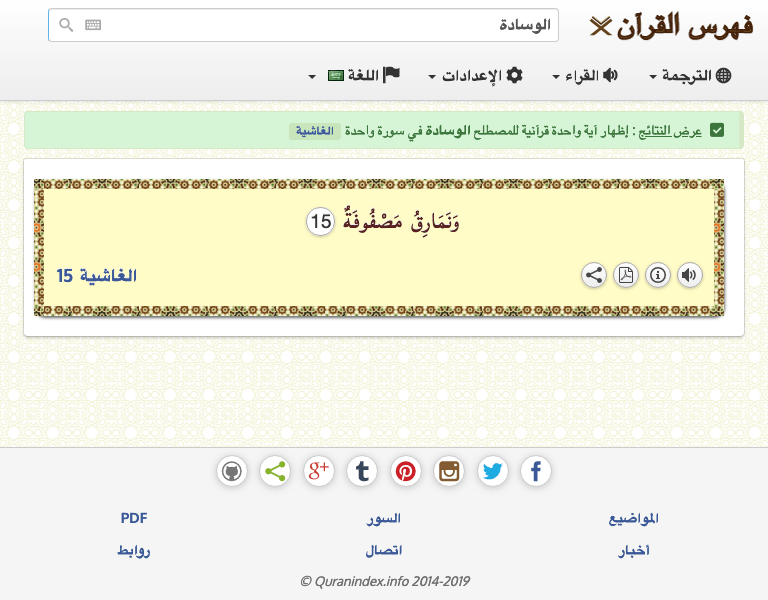 فهرس القرآن
الوسادة
الترجمة
القراء
الإعدادات
اللغة
عرض النتائج : إظهار آية واحدة قرآنية للمصطلح الوسادة في سورة واحدة الغاشية
وَنَمَارِقُ مَصْفُوفَةٌ 15
الغاشية 15
المواضيع
السور
PDF
أخبار
اتصال
روابط
© Quranindex.info 2014-2019